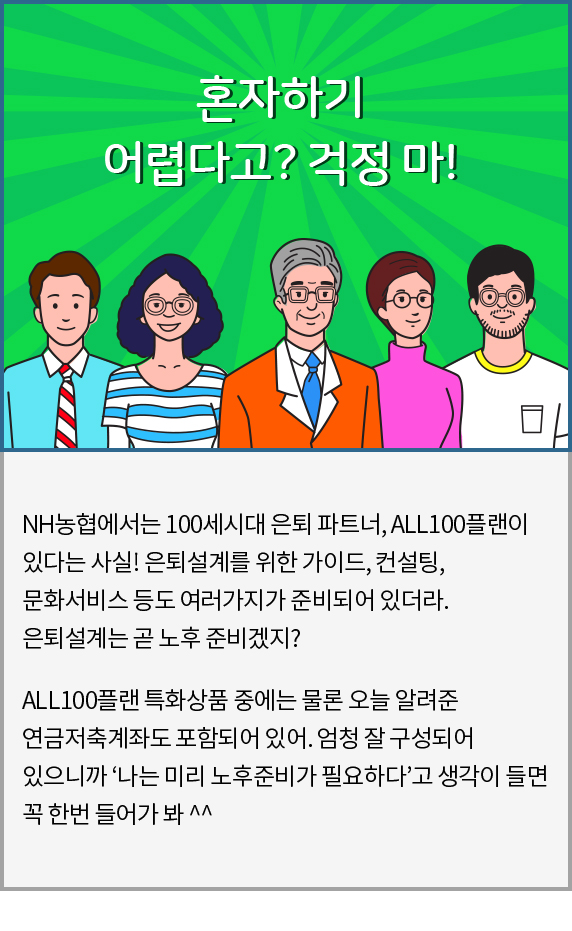 혼자하기
어렵다고? 걱정 마!
NH농협에서는 100세시대 은퇴 파트너, ALL100플랜이
있다는 사실! 은퇴설계를 위한 가이드, 컨설팅,
문화서비스 등도 여러가지가 준비되어 있더라.
은퇴설계는 곧 노후 준비겠지?
ALL100플랜 특화상품 중에는 물론 오늘 알려준
연금저축계좌도 포함되어 있어. 엄청 잘 구성되어
있으니까 ‘나는 미리 노후준비가 필요하다’고 생각이 들면
꼭 한번 들어가 봐 ^^